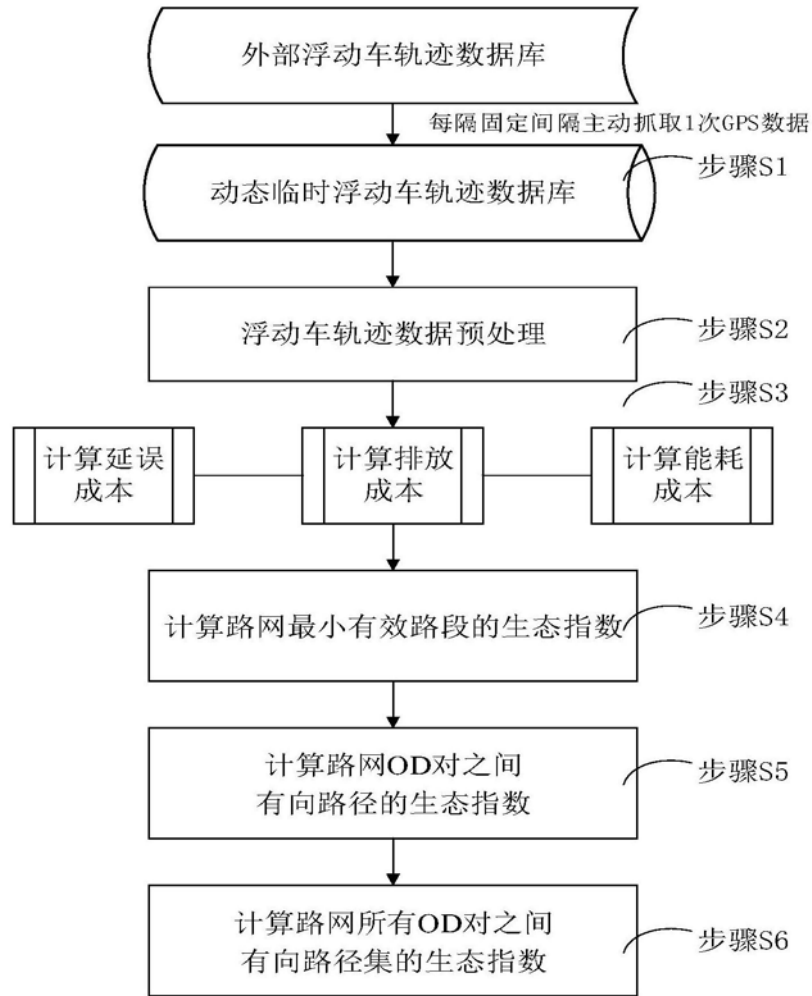 外部浮动车轨迹数据库
每隔固定间隔主动抓取1次GPS数据
步骤S1
动态临时浮动车轨迹数据库
浮动车轨迹数据预处理
步骤S2
步骤S3
计算延误
成本
计算排放
成本
计算能耗
成本
计算路网最小有效路段的生态指数
步骤S4
计算路网OD对之间
有向路径的生态指数
步骤S5
计算路网所有OD对之间
有向路径集的生态指数
步骤S6